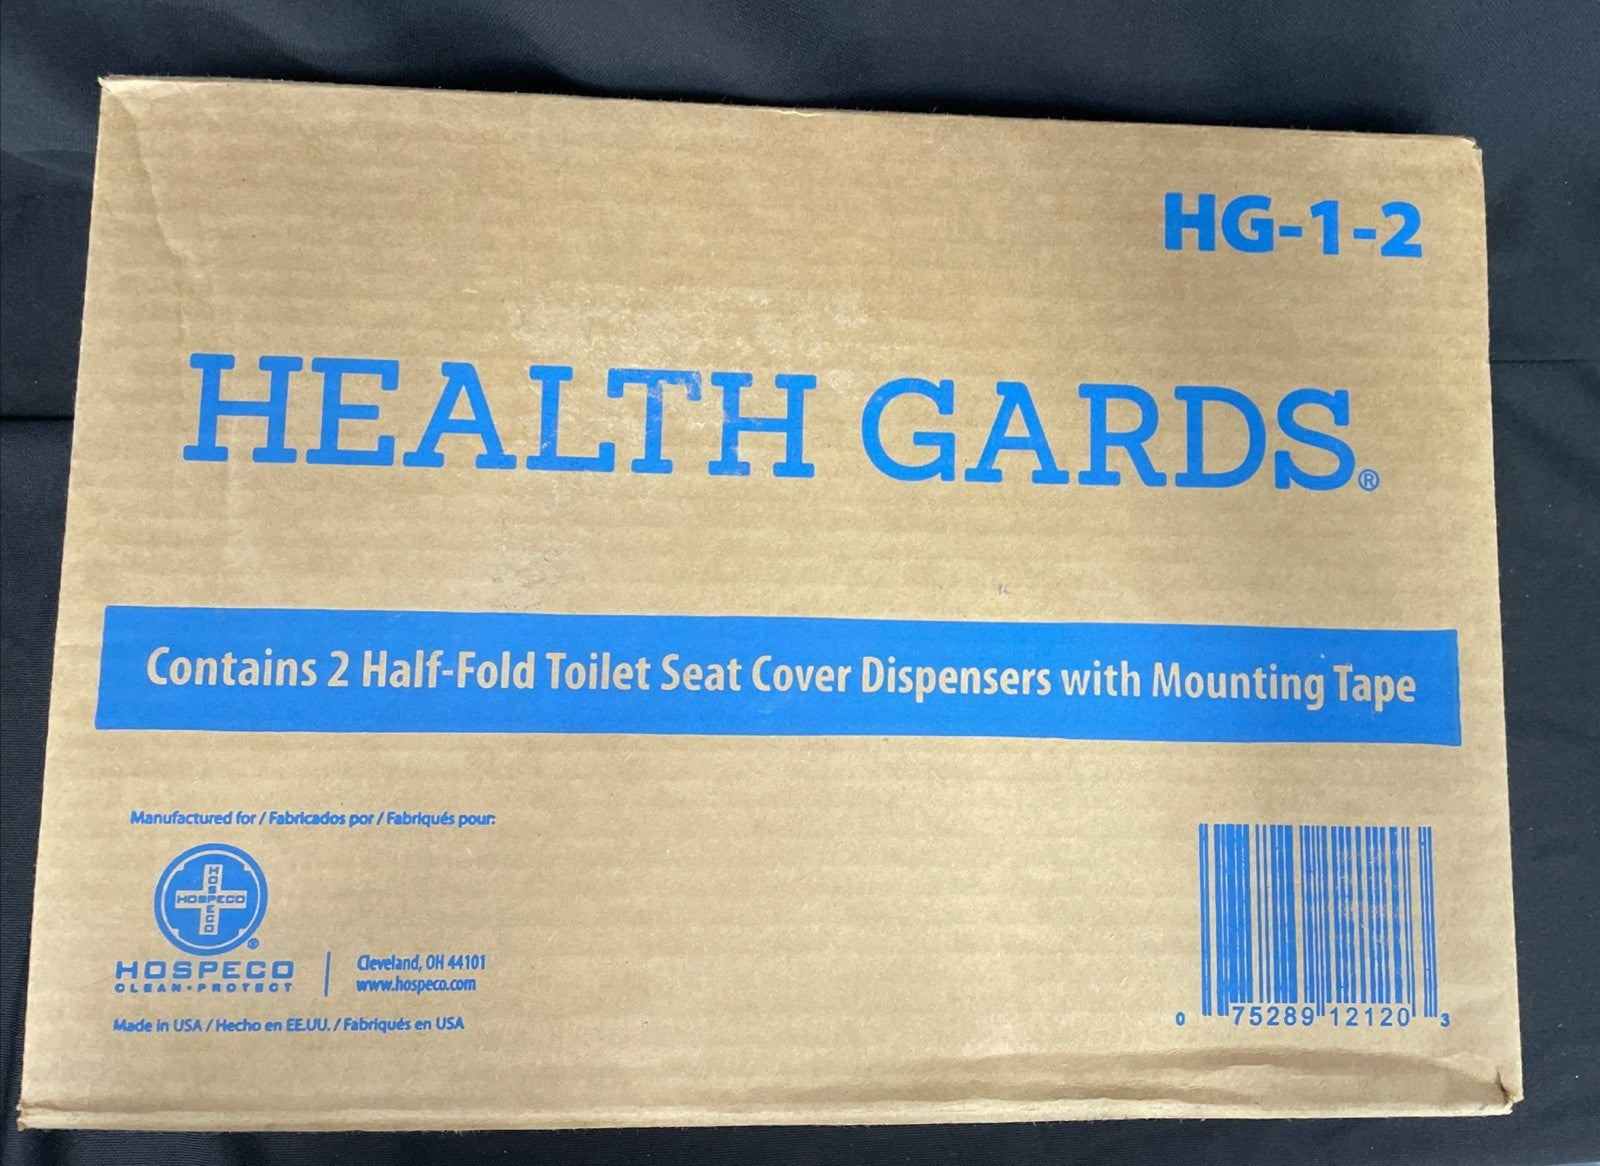 HG-1-2
HEALTH GARDS®
Contains 2 Half-Fold Toilet Seat Cover Dispensers with Mounting Tape
Manufactured for / Fabricados por / Fabriqués pour:
HOSPECO
HOSPECO
®
HOSPECO
CLEAN·PROTECT
Cleveland, OH 44101
www.hospeco.com
Made in USA / Hecho en EE.UU. / Fabriqués en USA
0 75289 12120 3